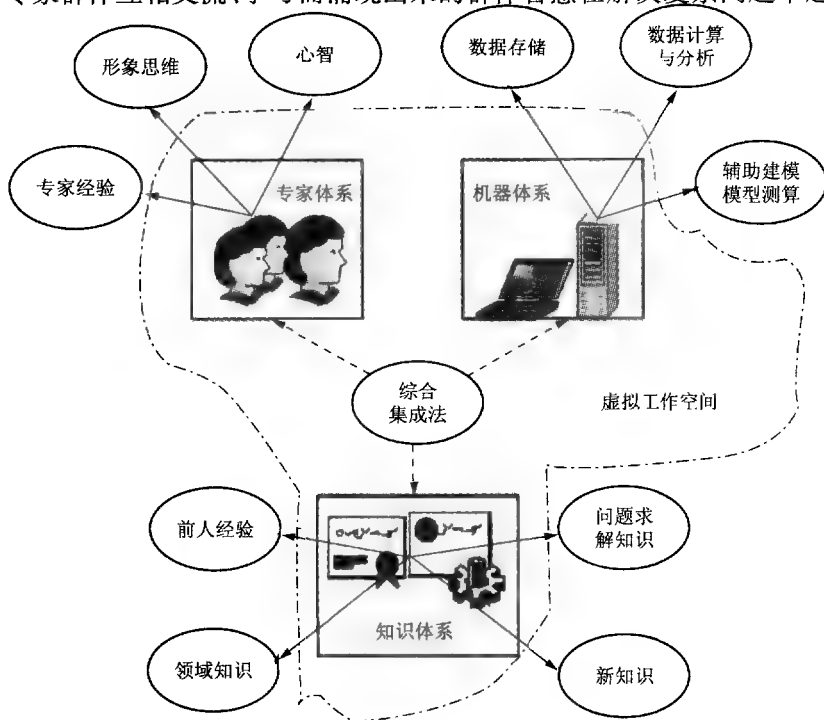 形象思维
心智
数据存储
数据计算
与分析
专家经验
专家体系
机器体系
辅助建模
模型测算
综合
集成法
虚拟工作空间
前人经验
问题求
解知识
知识体系
领域知识
新知识